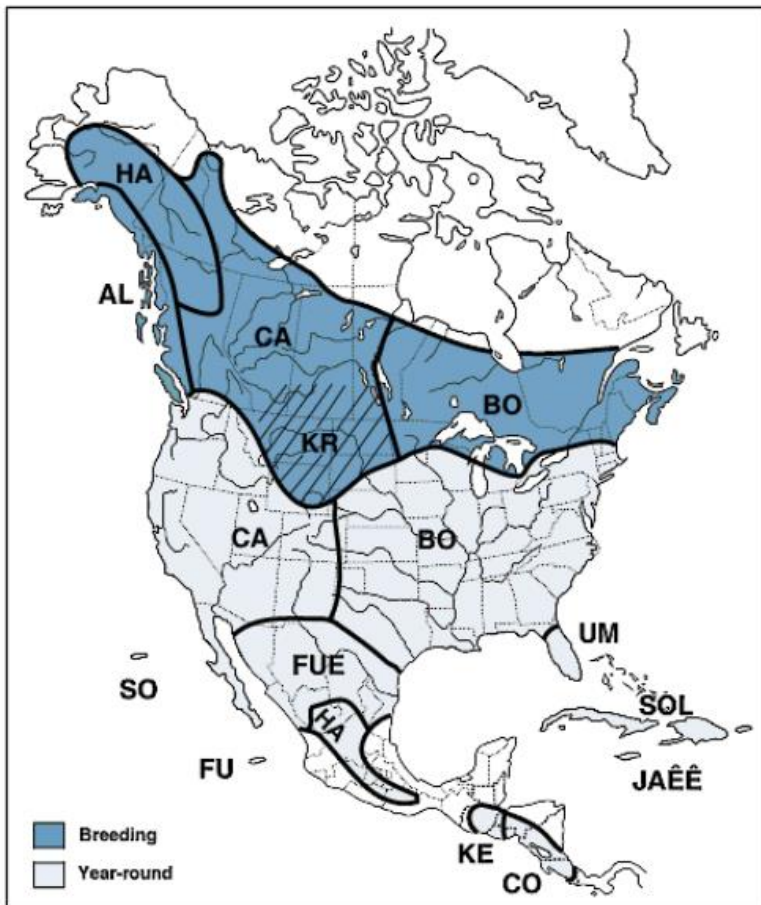 HA
AL
CA
BO
KR
CA
BO
UM
FUE
SO
SOL
HA
FU
JAÊÊ
Breeding
KE
Year-round
CO